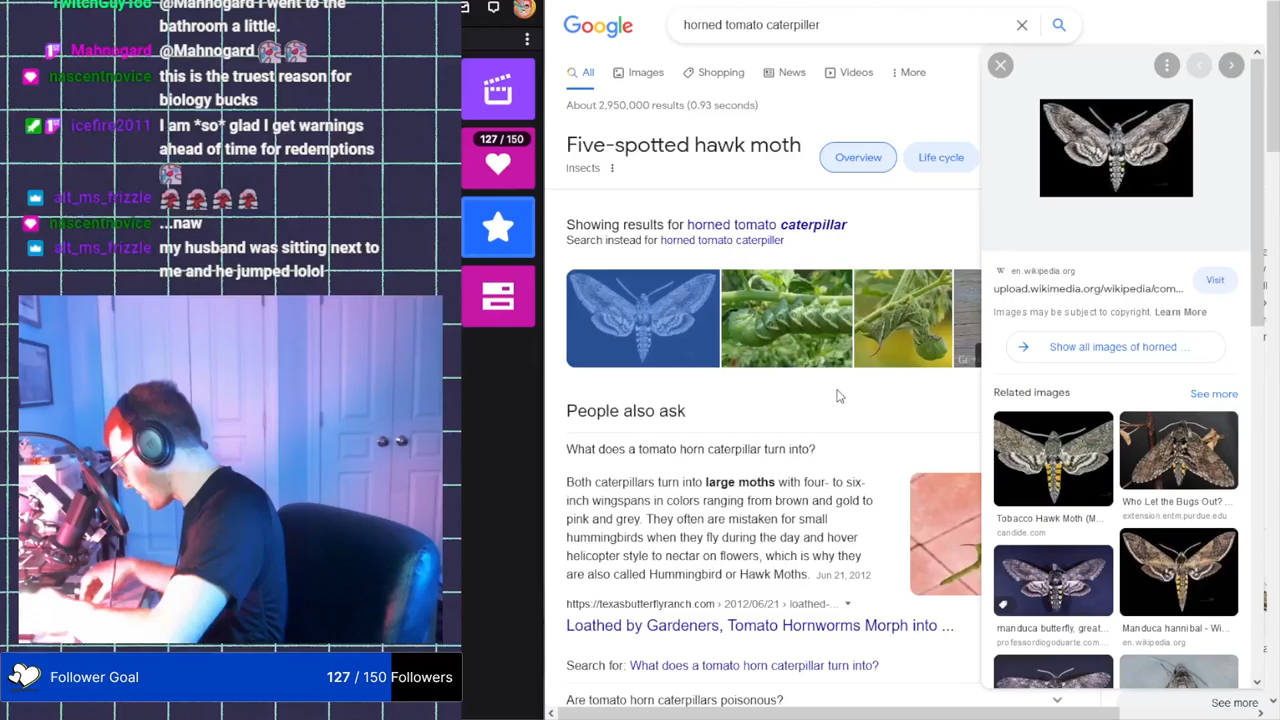 TwitchGuyToo @Mahnogard I went to the
bathroom a little.
Mahnogard @Mahnogard
nascentnovice this is the truest reason for
biology bucks
icefire2011 I am *so* glad I get warnings
ahead of time for redemptions
alt_ms_frizzle
nascentnovice ...naw
alt_ms_frizzle my husband was sitting next to
me and he jumped lolol
127 / 150
Follower Goal 127 / 150 Followers
Google
horned tomato caterpiller
All Images Shopping News Videos More
About 2,950,000 results (0.93 seconds)
Five-spotted hawk moth
Insects
Overview
Life cycle
Showing results for horned tomato caterpillar
Search instead for horned tomato caterpiller
People also ask
What does a tomato horn caterpillar turn into?
Both caterpillars turn into large moths with four- to six-
inch wingspans in colors ranging from brown and gold to
pink and grey. They often are mistaken for small
hummingbirds when they fly during the day and hover
helicopter style to nectar on flowers, which is why they
are also called Hummingbird or Hawk Moths. Jun 21, 2012
https://texasbutterflyranch.com › 2012/06/21 › loathed-...
Loathed by Gardeners, Tomato Hornworms Morph into ...
Search for: What does a tomato horn caterpillar turn into?
Are tomato horn caterpillars poisonous?
W en.wikipedia.org
upload.wikimedia.org/wikipedia/com...
Visit
Images may be subject to copyright. Learn More
Show all images of horned ...
Related images
See more
Tobacco Hawk Moth (M...
candide.com
Who Let the Bugs Out? ...
extension.entm.purdue.edu
manduca butterfly, great...
professordiogoduarte.com....
Manduca hannibal - Wi...
en.wikipedia.org
See more